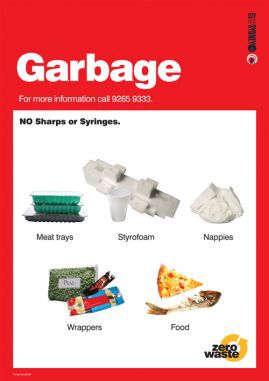 Garbage
For more information call 9265 9333.
NO Sharps or Syringes.
Meat trays
Styrofoam
Nappies
PEAS
Wrappers
Food
zero
waste